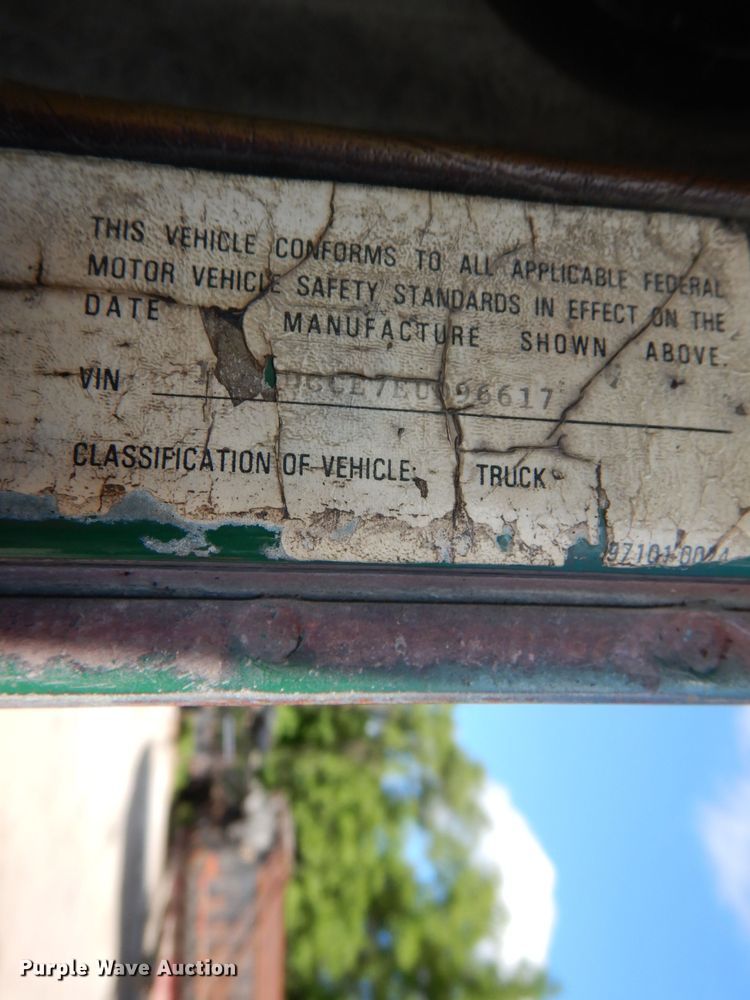 THIS VEHICLE CONFORMS TO ALL APPLICABLE FEDERAL
MOTOR VEHICLE SAFETY STANDARDS IN EFFECT ON THE
DATE MANUFACTURE SHOWN ABOVE.
VIN
CLASSIFICATION OF VEHICLE: TRUCK
Purple Wave Auction